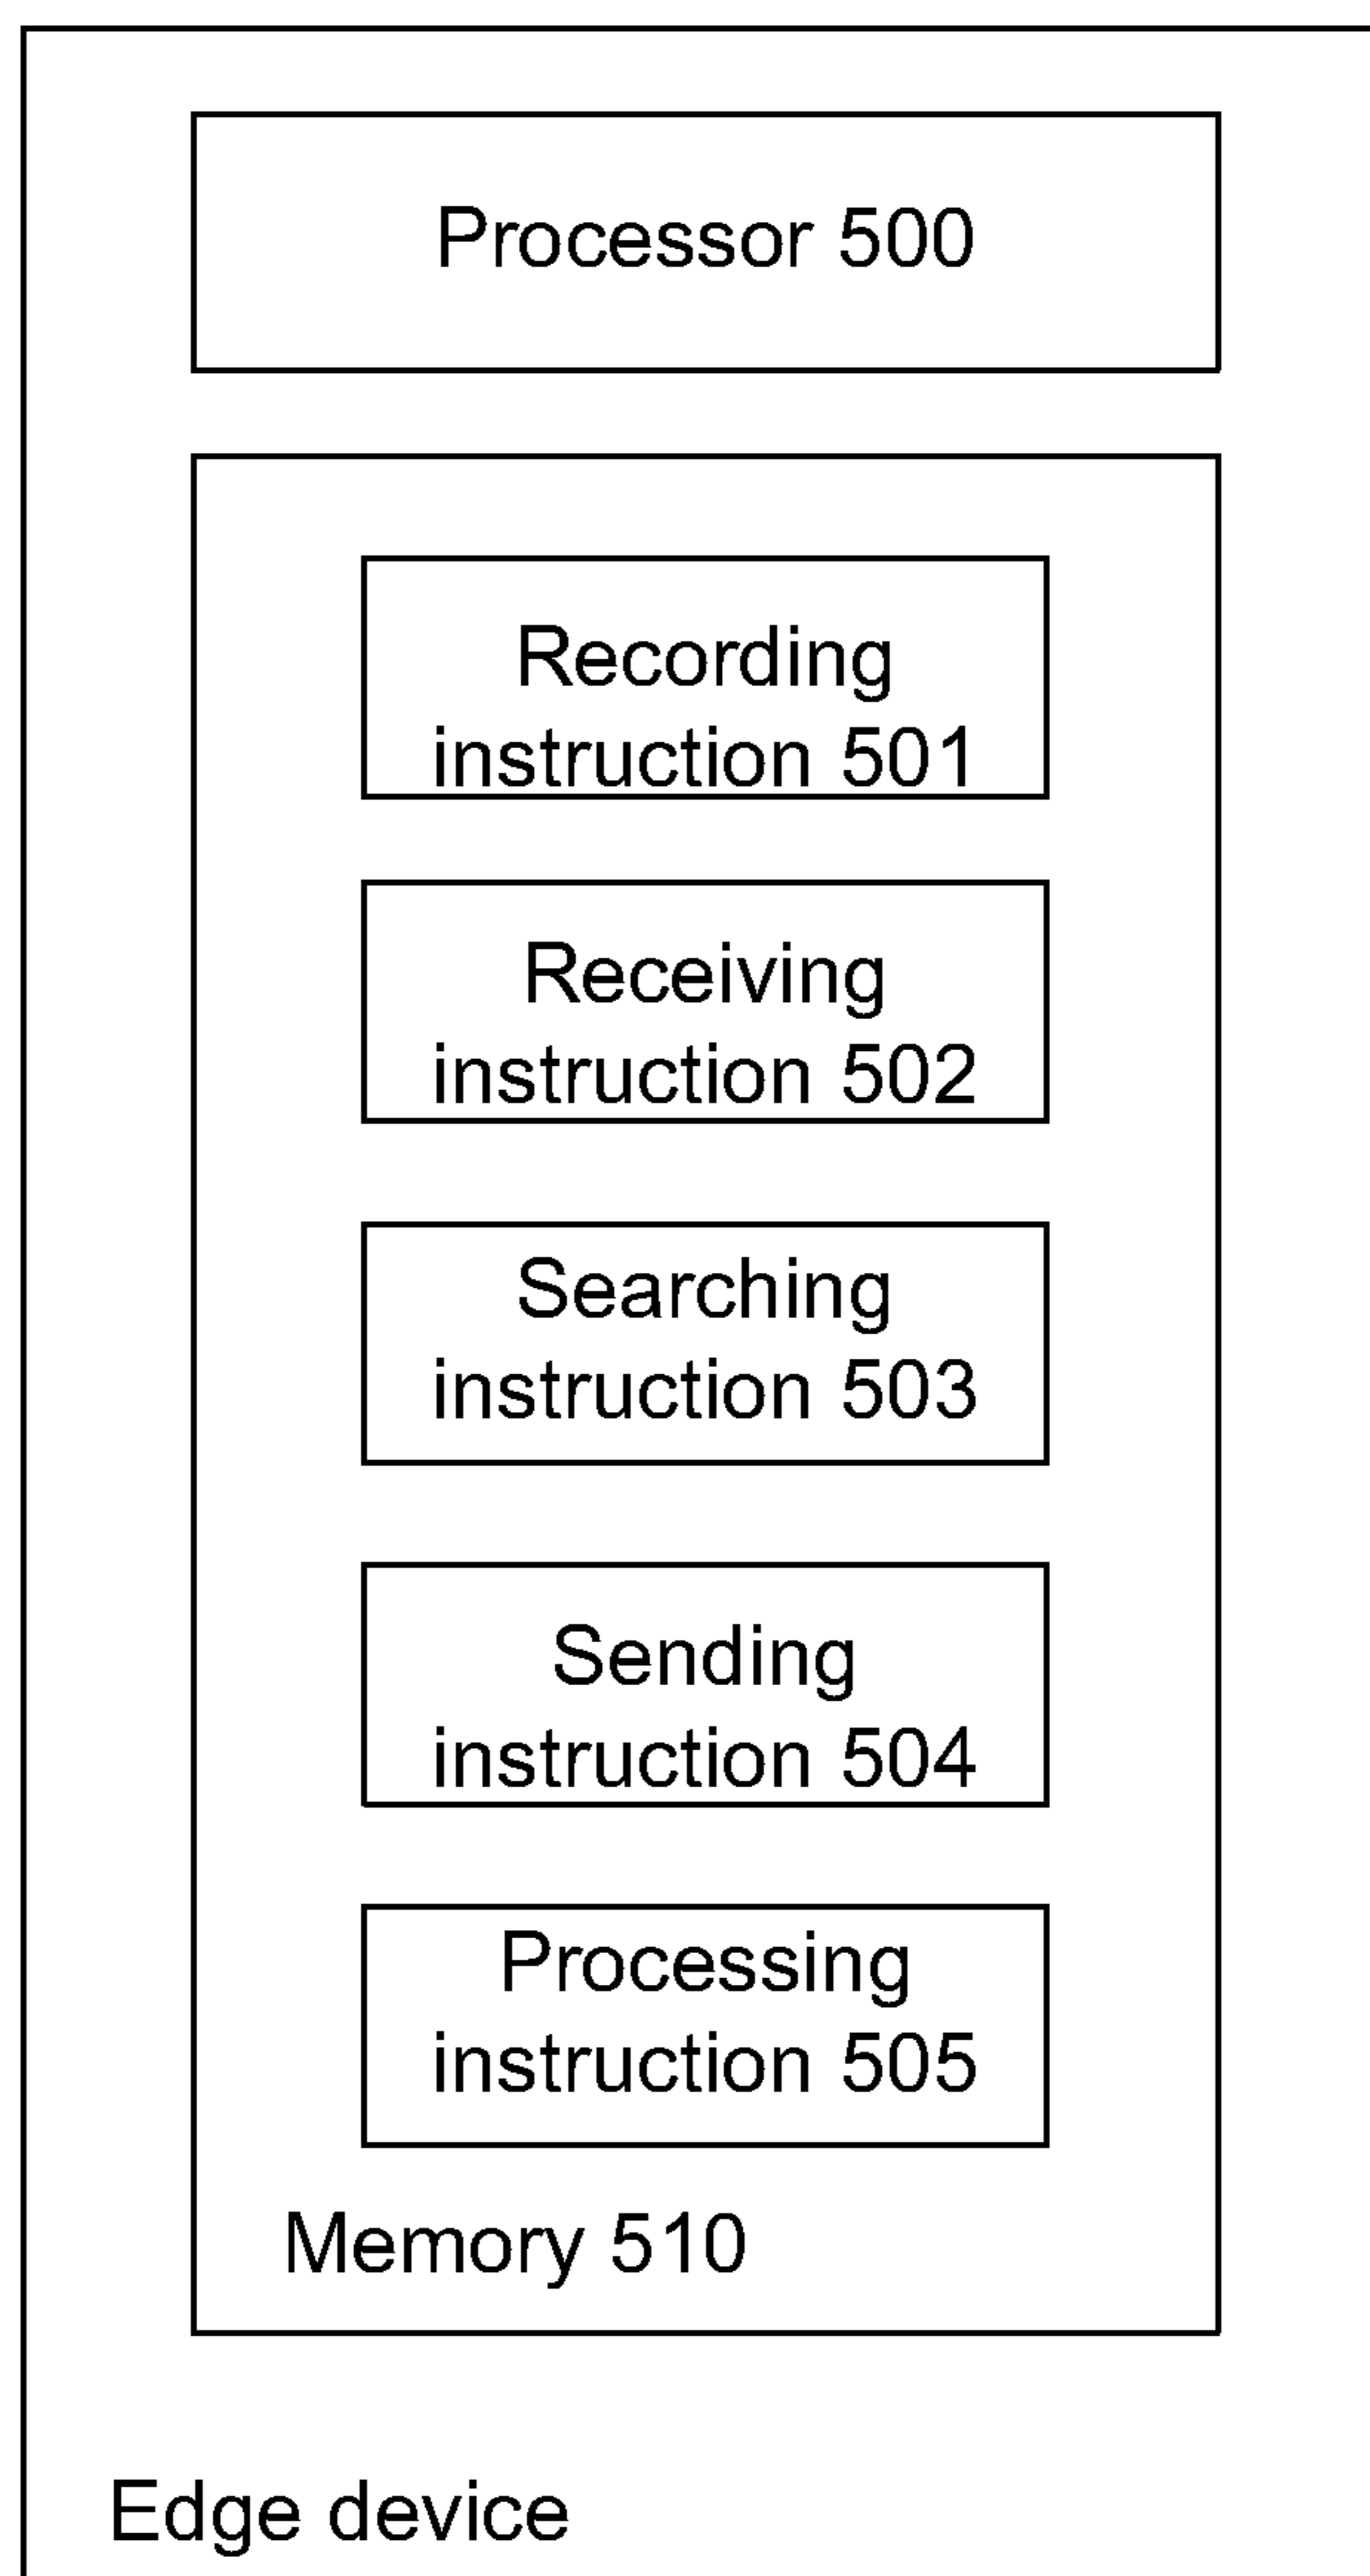 Processor 500
Recording
instruction 501
Receiving
instruction 502
Searching
instruction 503
Sending
instruction 504
Processing
instruction 505
Memory 510
Edge device